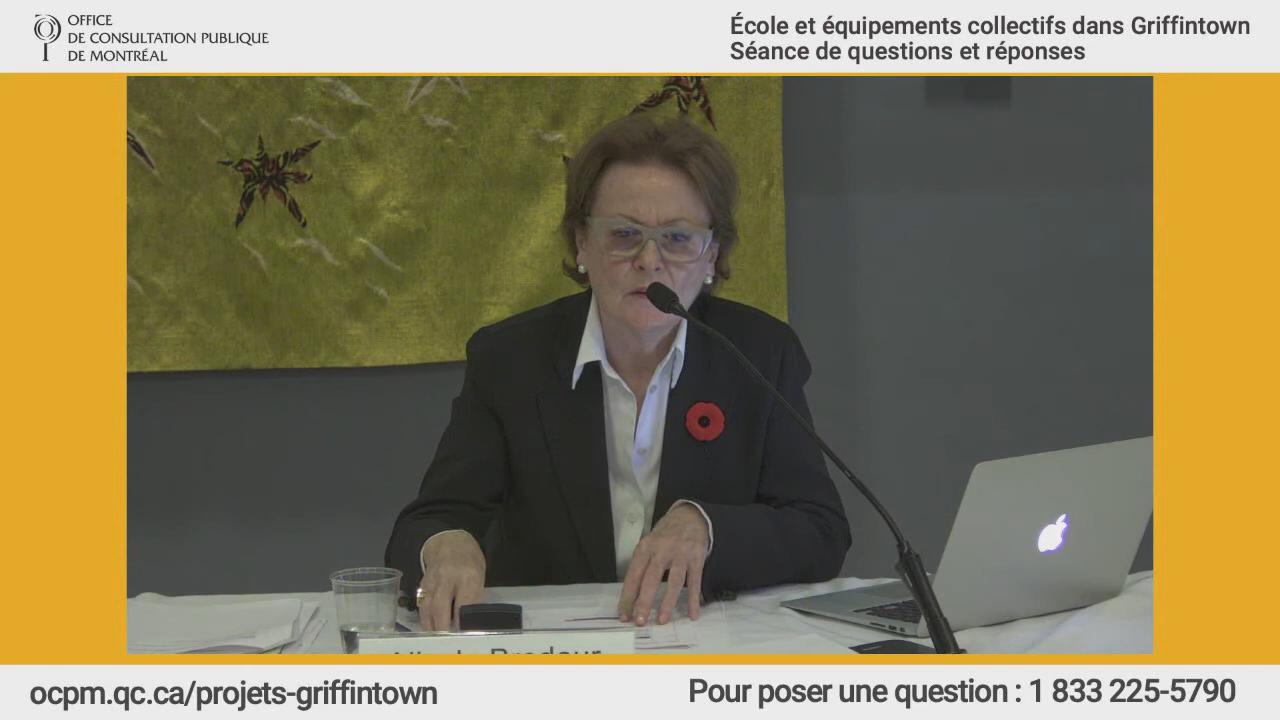 OFFICE
DE CONSULTATION PUBLIQUE
DE MONTRÉAL
École et équipements collectifs dans Griffintown
Séance de questions et réponses
ocpm.qc.ca/projets-griffintown
Pour poser une question : 1 833 225-5790